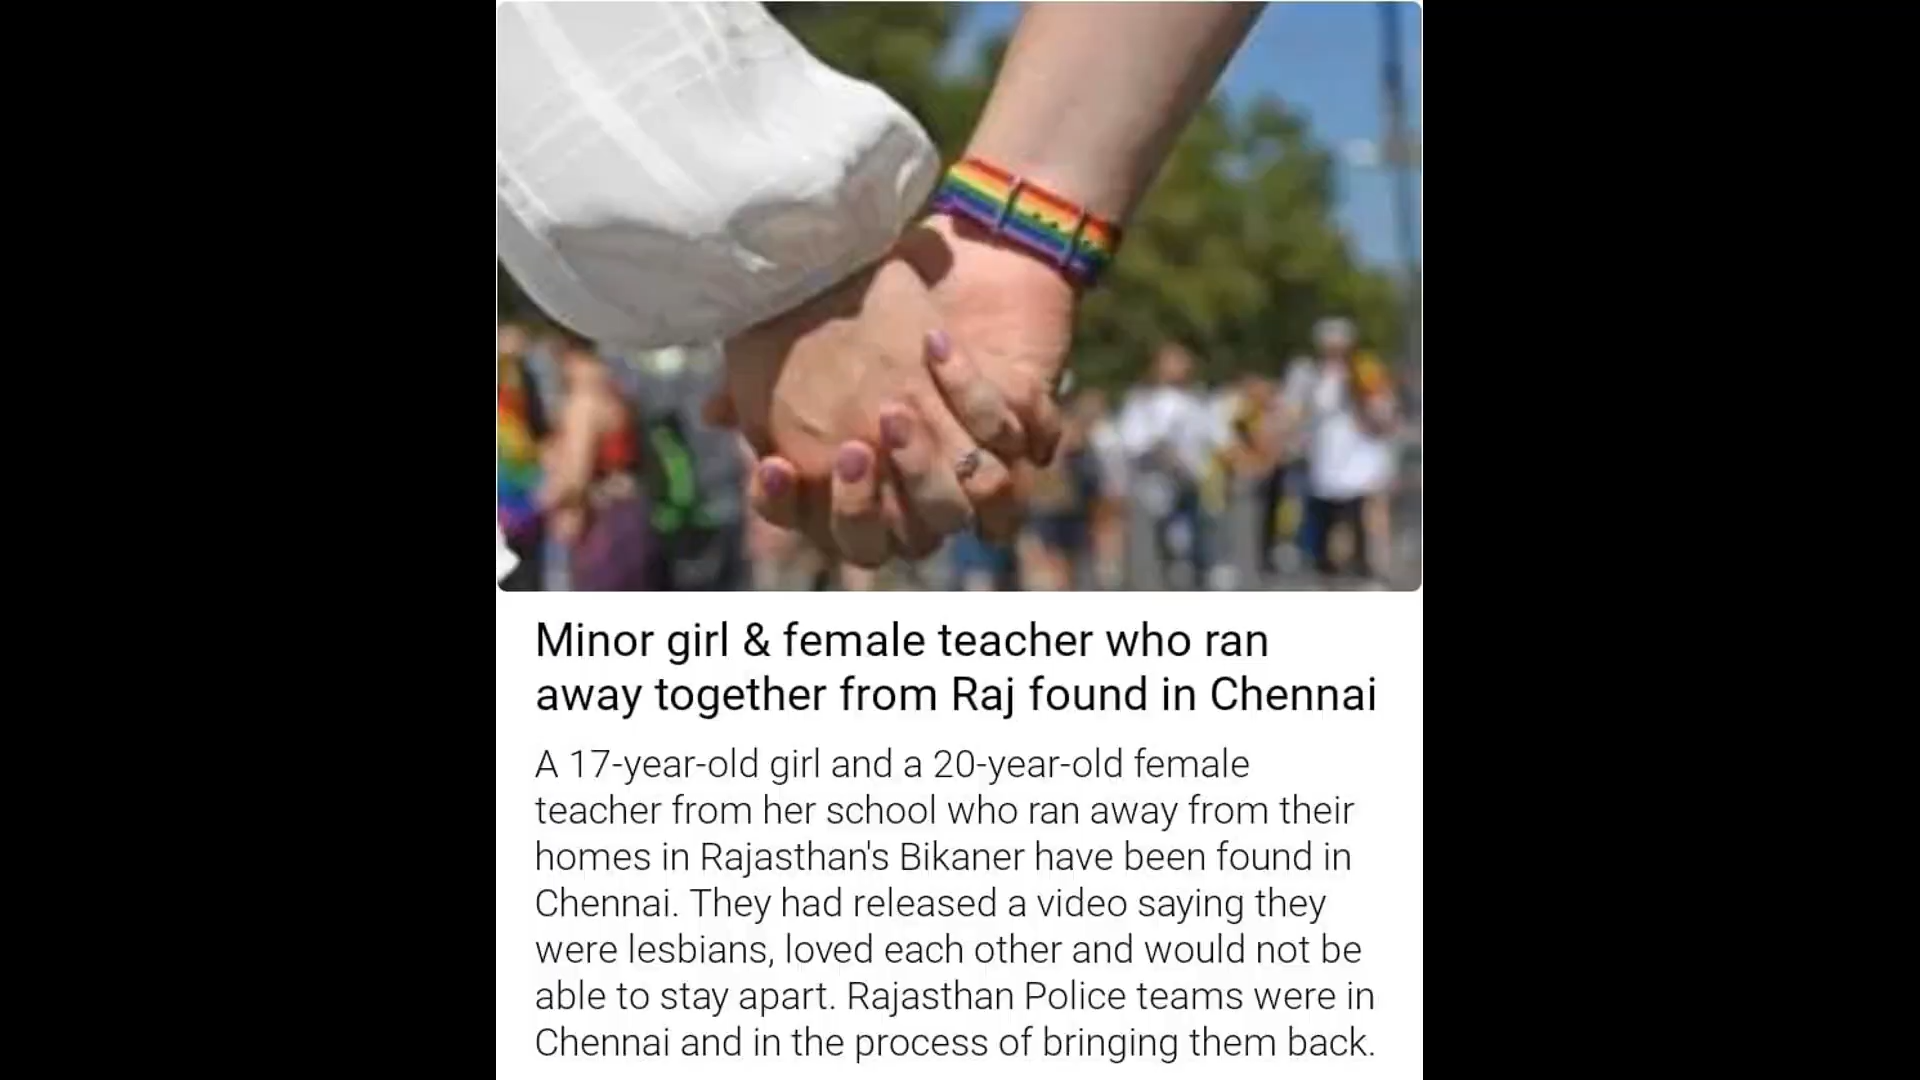 Minor girl & female teacher who ran
away together from Raj found in Chennai
A 17-year-old girl and a 20-year-old female
teacher from her school who ran away from their
homes in Rajasthan's Bikaner have been found in
Chennai. They had released a video saying they
were lesbians, loved each other and would not be
able to stay apart. Rajasthan Police teams were in
Chennai and in the process of bringing them back.